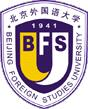 北京外国语大学
1941
BFS
BEIJING FOREIGN STUDIES UNIVERSITY